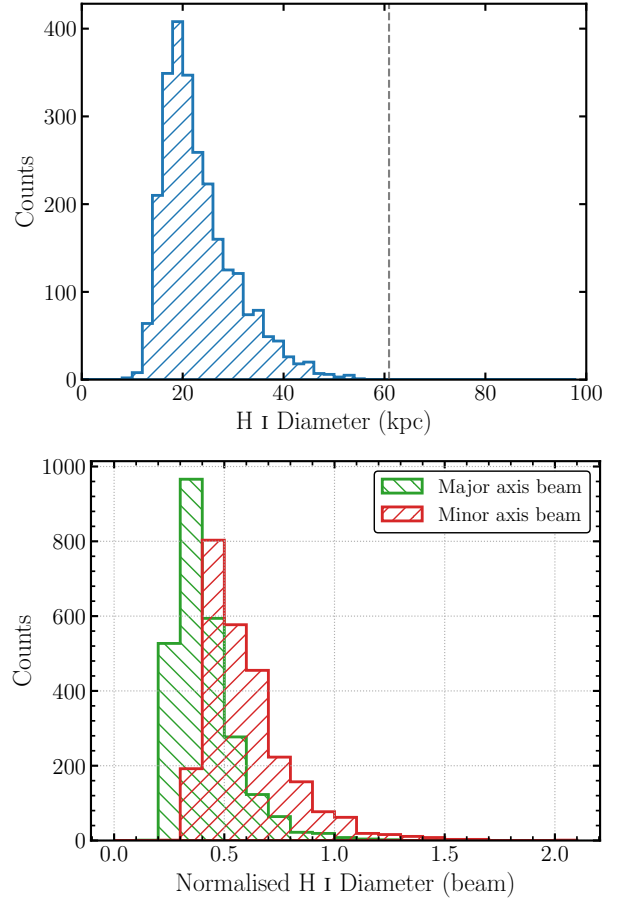 400
300
200
100
0
Counts
0 20 40 60 80 100
H ɪ Diameter (kpc)
1000
800
600
400
200
0
Counts
Major axis beam
Minor axis beam
0.0 0.5 1.0 1.5 2.0
Normalised H ɪ Diameter (beam)